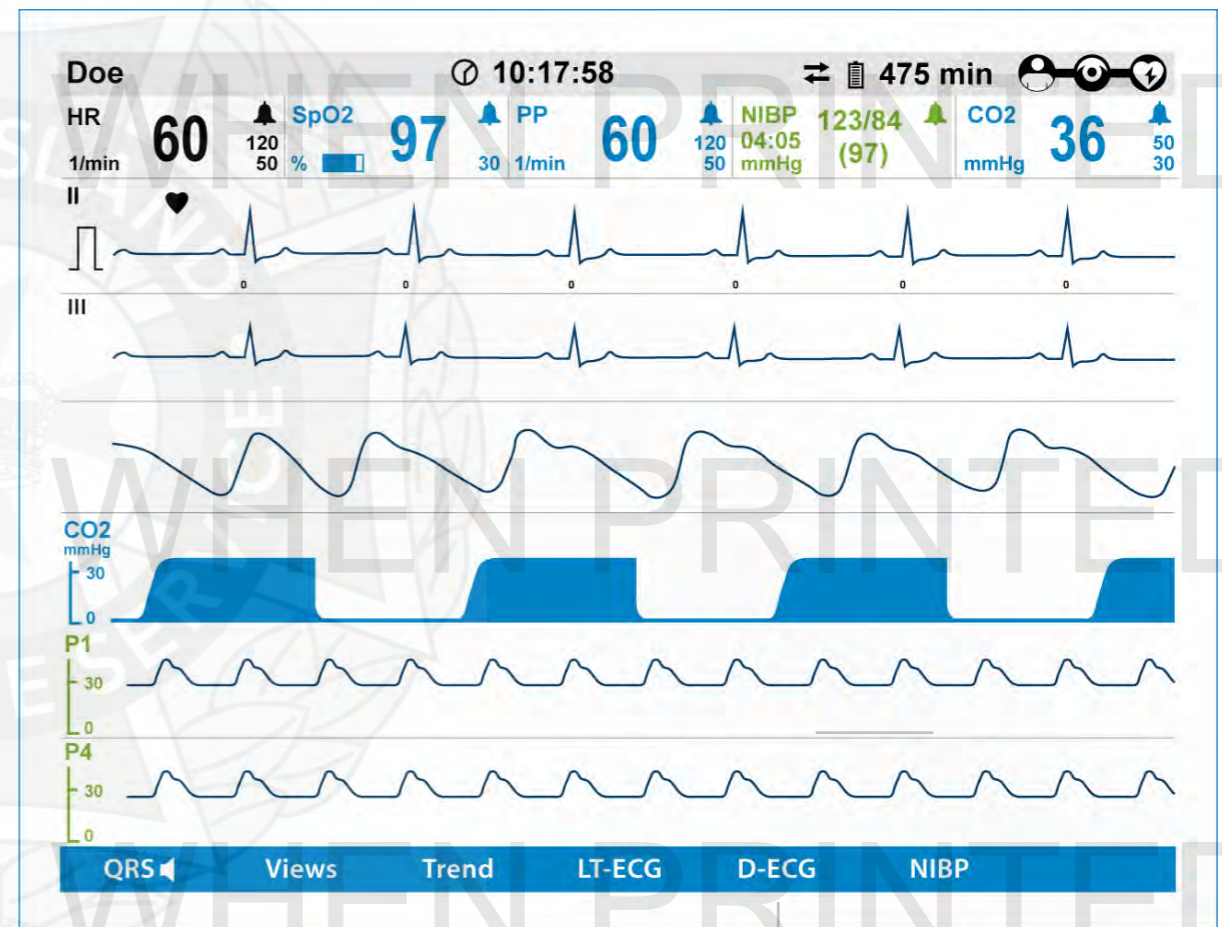 Doe 10:17:58 475 min
HR 60 120 50 1/min
SpO2 97 30 %
PP 60 120 50 1/min
NIBP 04:05 mmHg 123/84 (97)
CO2 36 50 30 mmHg
II
0 0 0 0 0 0
III
CO2
mmHg
30
0
P1
30
0
P4
30
0
QRS Views Trend LT-ECG D-ECG NIBP
WHEN PRINTED
WHEN PRINTED
WHEN PRINTED